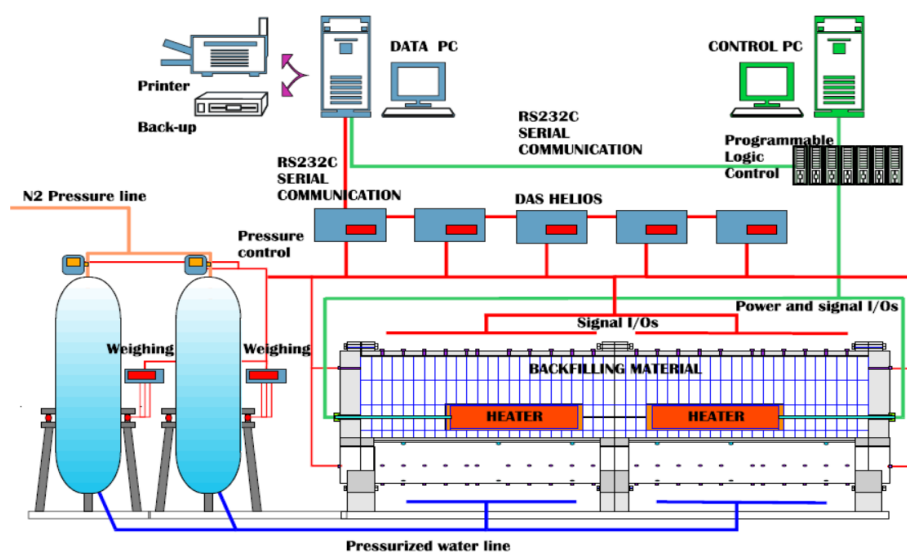 DATA PC
CONTROL PC
Printer
Back-up
RS232C
SERIAL
COMMUNICATION
Programmable
Logic
Control
RS232C
SERIAL
COMMUNICATION
N2 Pressure line
DAS HELIOS
Pressure
control
Power and signal I/Os
Signal I/Os
Weighing
Weighing
BACKFILLING MATERIAL
HEATER
HEATER
Pressurized water line